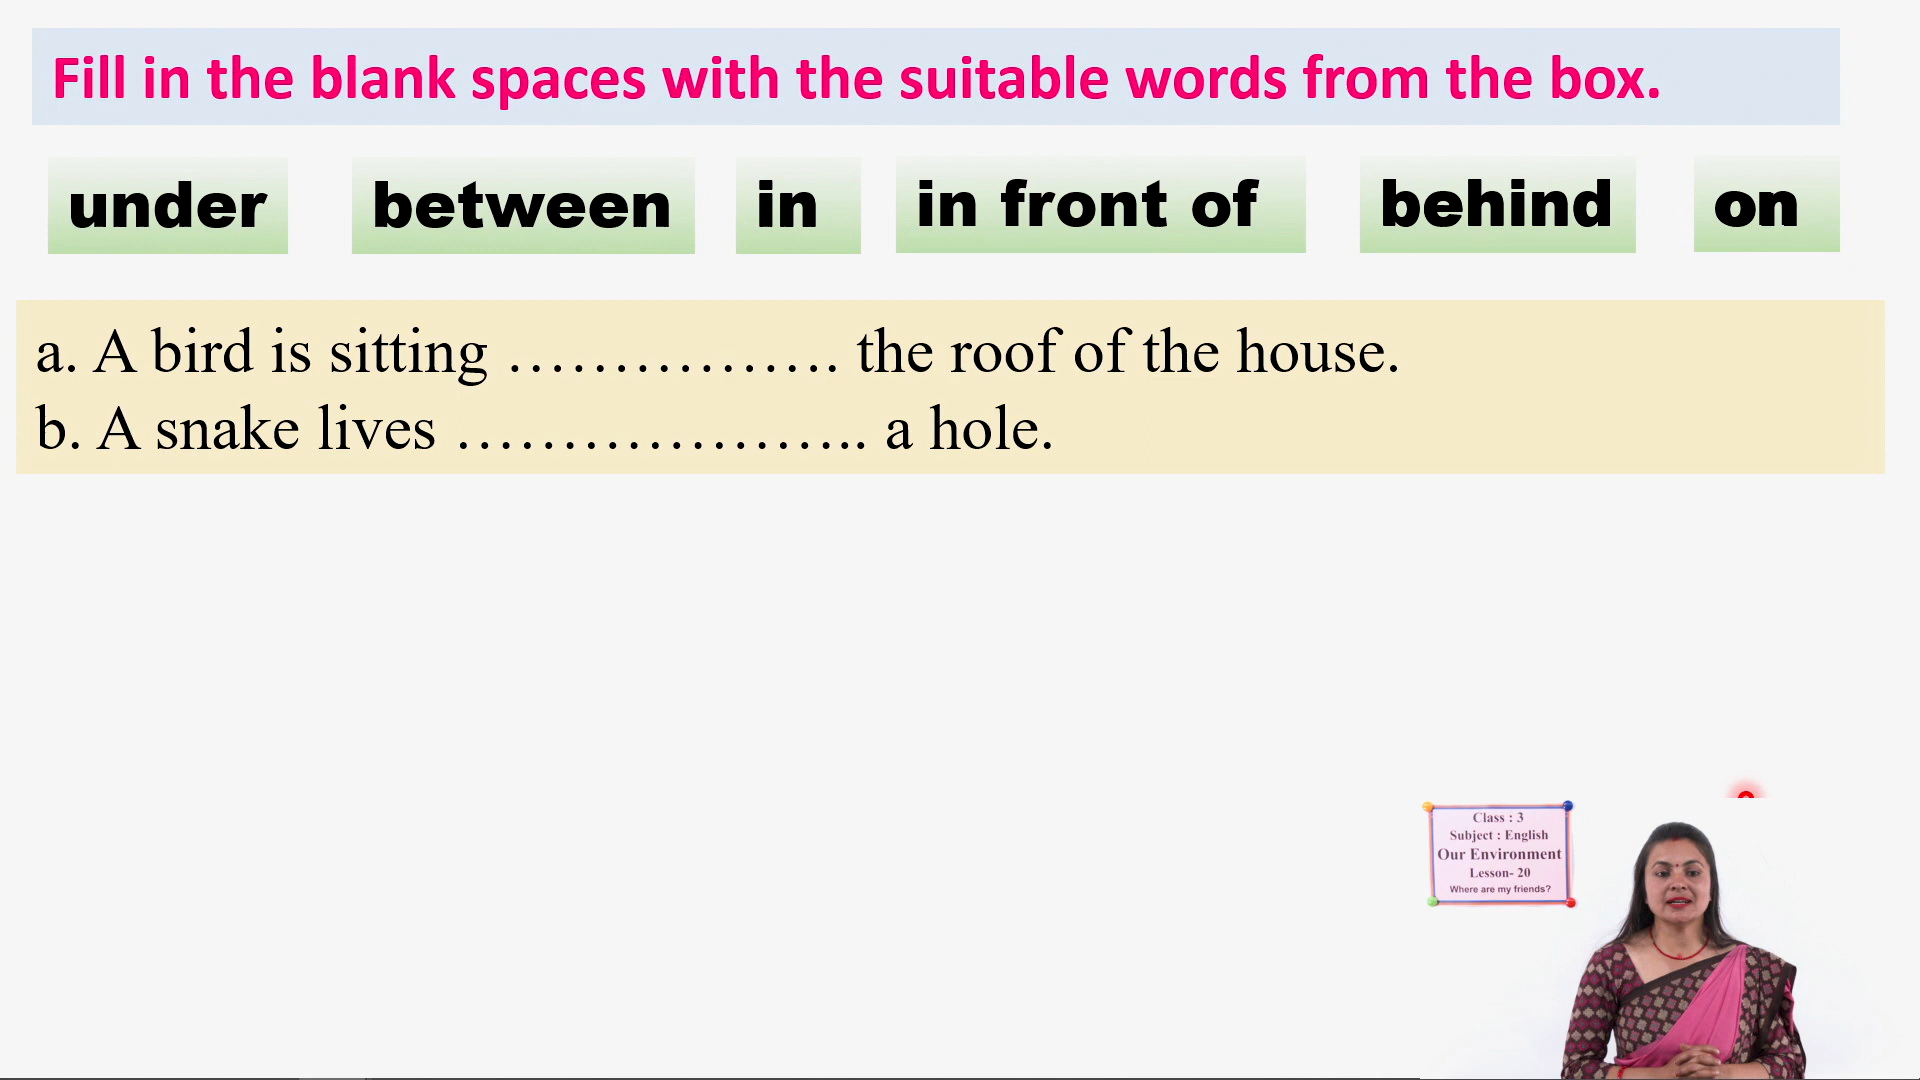 Fill in the blank spaces with the suitable words from the box.
under between in in front of behind on
a. A bird is sitting ……………. the roof of the house.
b. A snake lives ……………….. a hole.
Class : 3
Subject : English
Our Environment
Lesson- 20
Where are my friends?